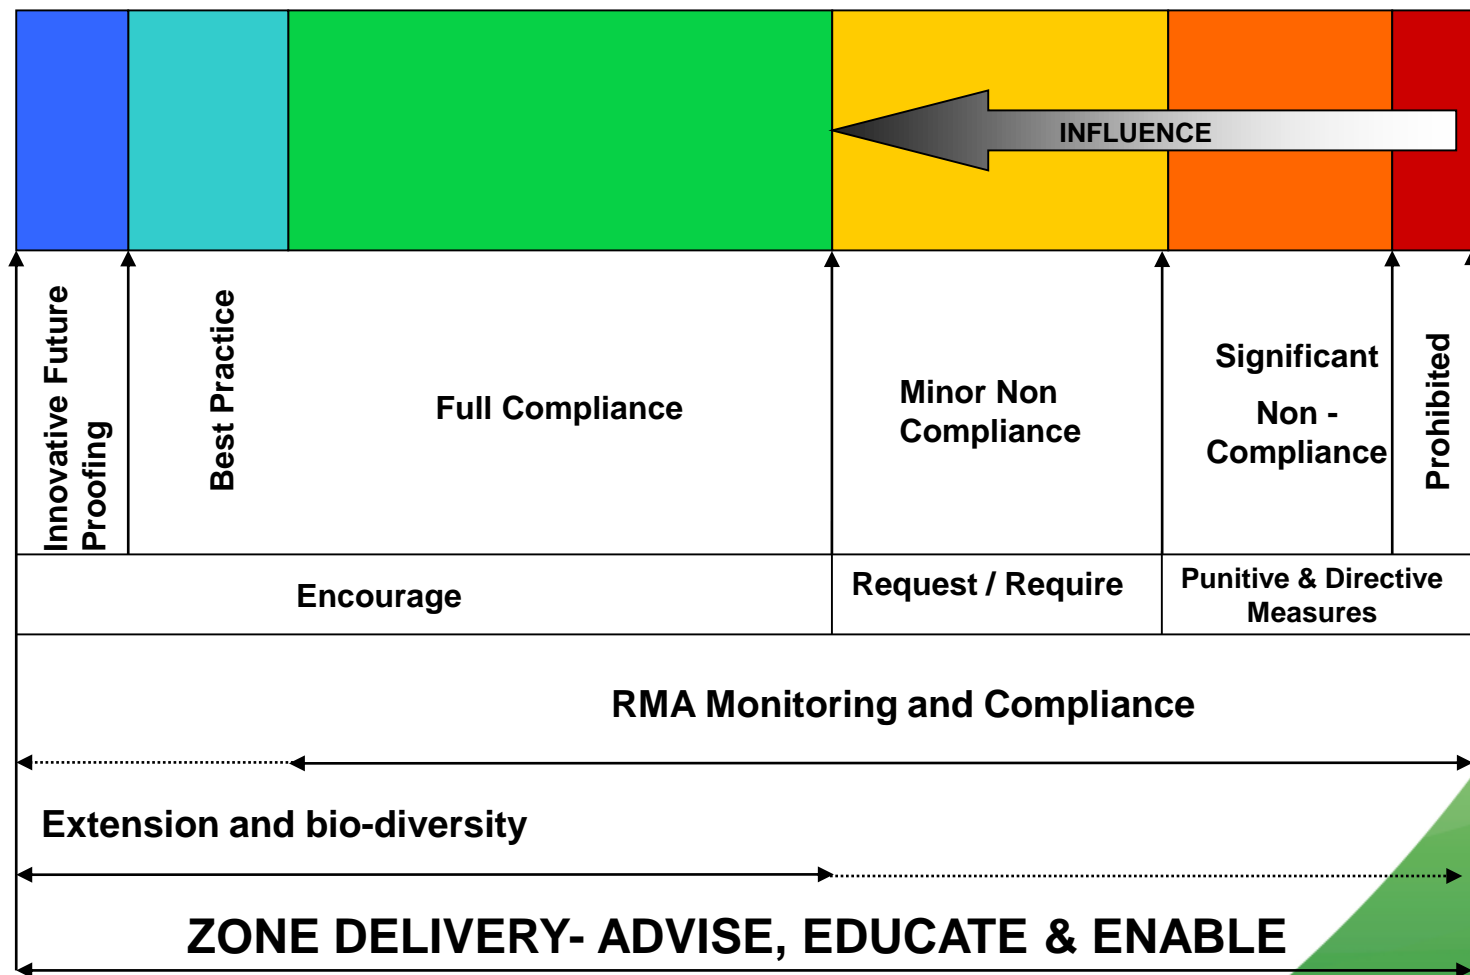 INFLUENCE
Innovative Future
Proofing
Best Practice
Full Compliance
Minor Non
Compliance
Significant
Non -
Compliance
Prohibited
Encourage
Request / Require
Punitive & Directive
Measures
RMA Monitoring and Compliance
Extension and bio-diversity
ZONE DELIVERY- ADVISE, EDUCATE & ENABLE